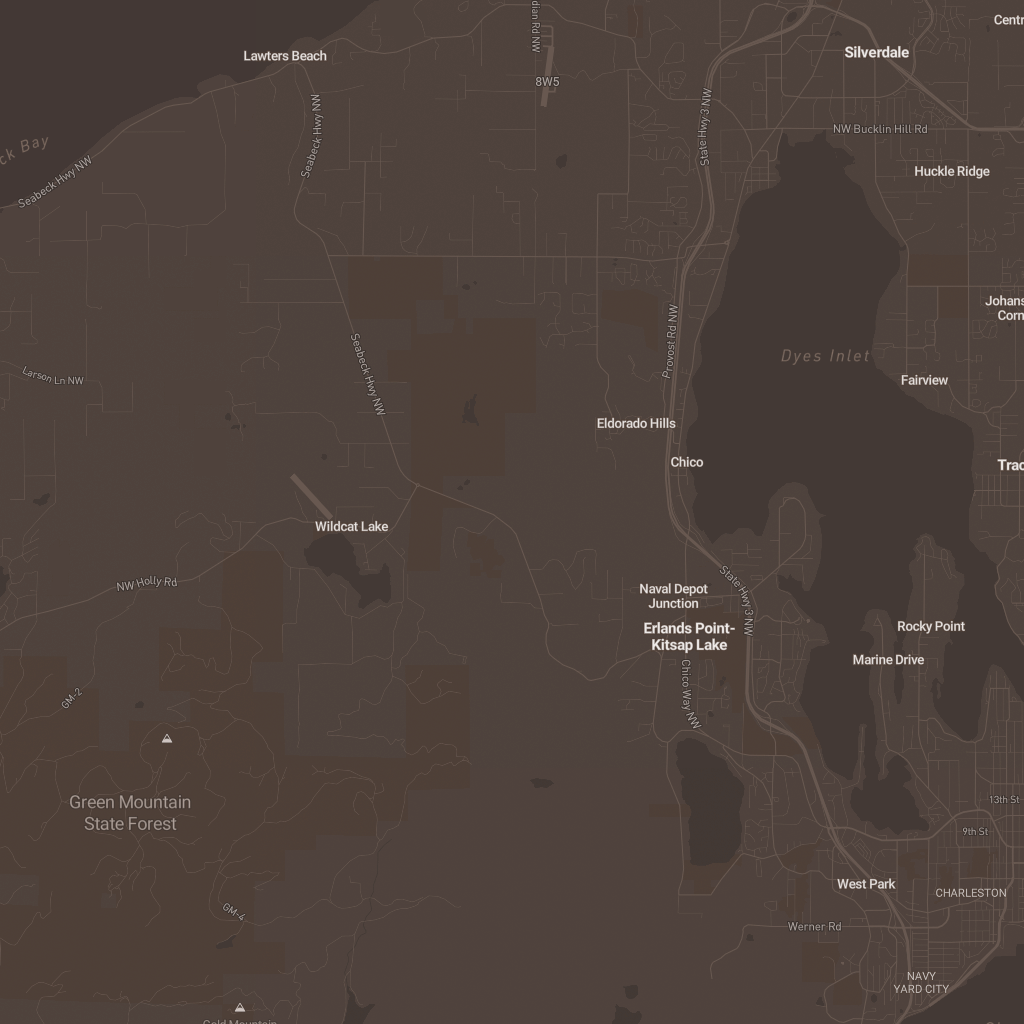 Centr
dian Rd NW
Silverdale
Lawters Beach
8W5
State Hwy 3 NW
Seabeck Hwy NW
NW Bucklin Hill Rd
ck Bay
Seabeck Hwy NW
Huckle Ridge
Johans
Corn
Provost Rd NW
Dyes Inlet
Seabeck Hwy NW
Larson Ln NW
Fairview
Eldorado Hills
Chico
Trac
Wildcat Lake
NW Holly Rd
State Hwy 3 NW
Naval Depot
Junction
Erlands Point-
Kitsap Lake
Rocky Point
Marine Drive
Chico Way NW
GM-2
Green Mountain
State Forest
13th St
9th St
West Park
CHARLESTON
GM-4
Werner Rd
NAVY
YARD CITY
Gold Mountain